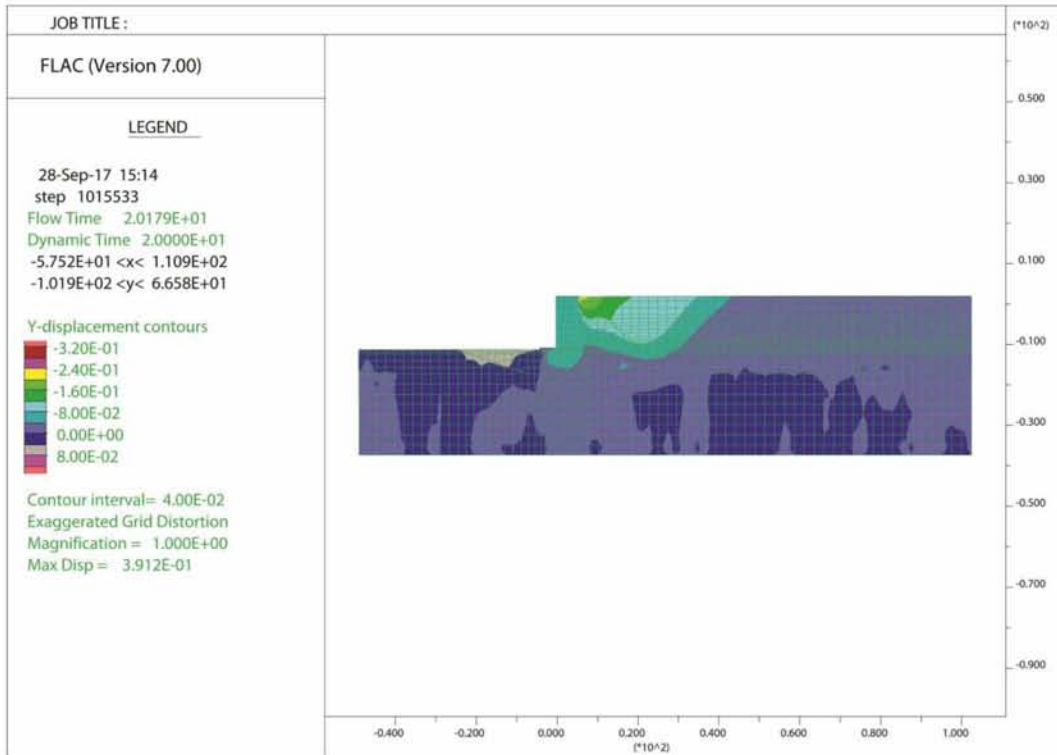 JOB TITLE :
(*10^2)
FLAC (Version 7.00)
LEGEND
28-Sep-17 15:14
step 1015533
Flow Time 2.0179E+01
Dynamic Time 2.0000E+01
-5.752E+01 <x< 1.109E+02
-1.019E+02 <y< 6.658E+01
Y-displacement contours
-3.20E-01
-2.40E-01
-1.60E-01
-8.00E-02
0.00E+00
8.00E-02
Contour interval= 4.00E-02
Exaggerated Grid Distortion
Magnification = 1.000E+00
Max Disp = 3.912E-01
0.500
0.300
0.100
-0.100
-0.300
-0.500
-0.700
-0.900
-0.400 -0.200 0.000 0.200 0.400 0.600 0.800 1.000
(*10^2)